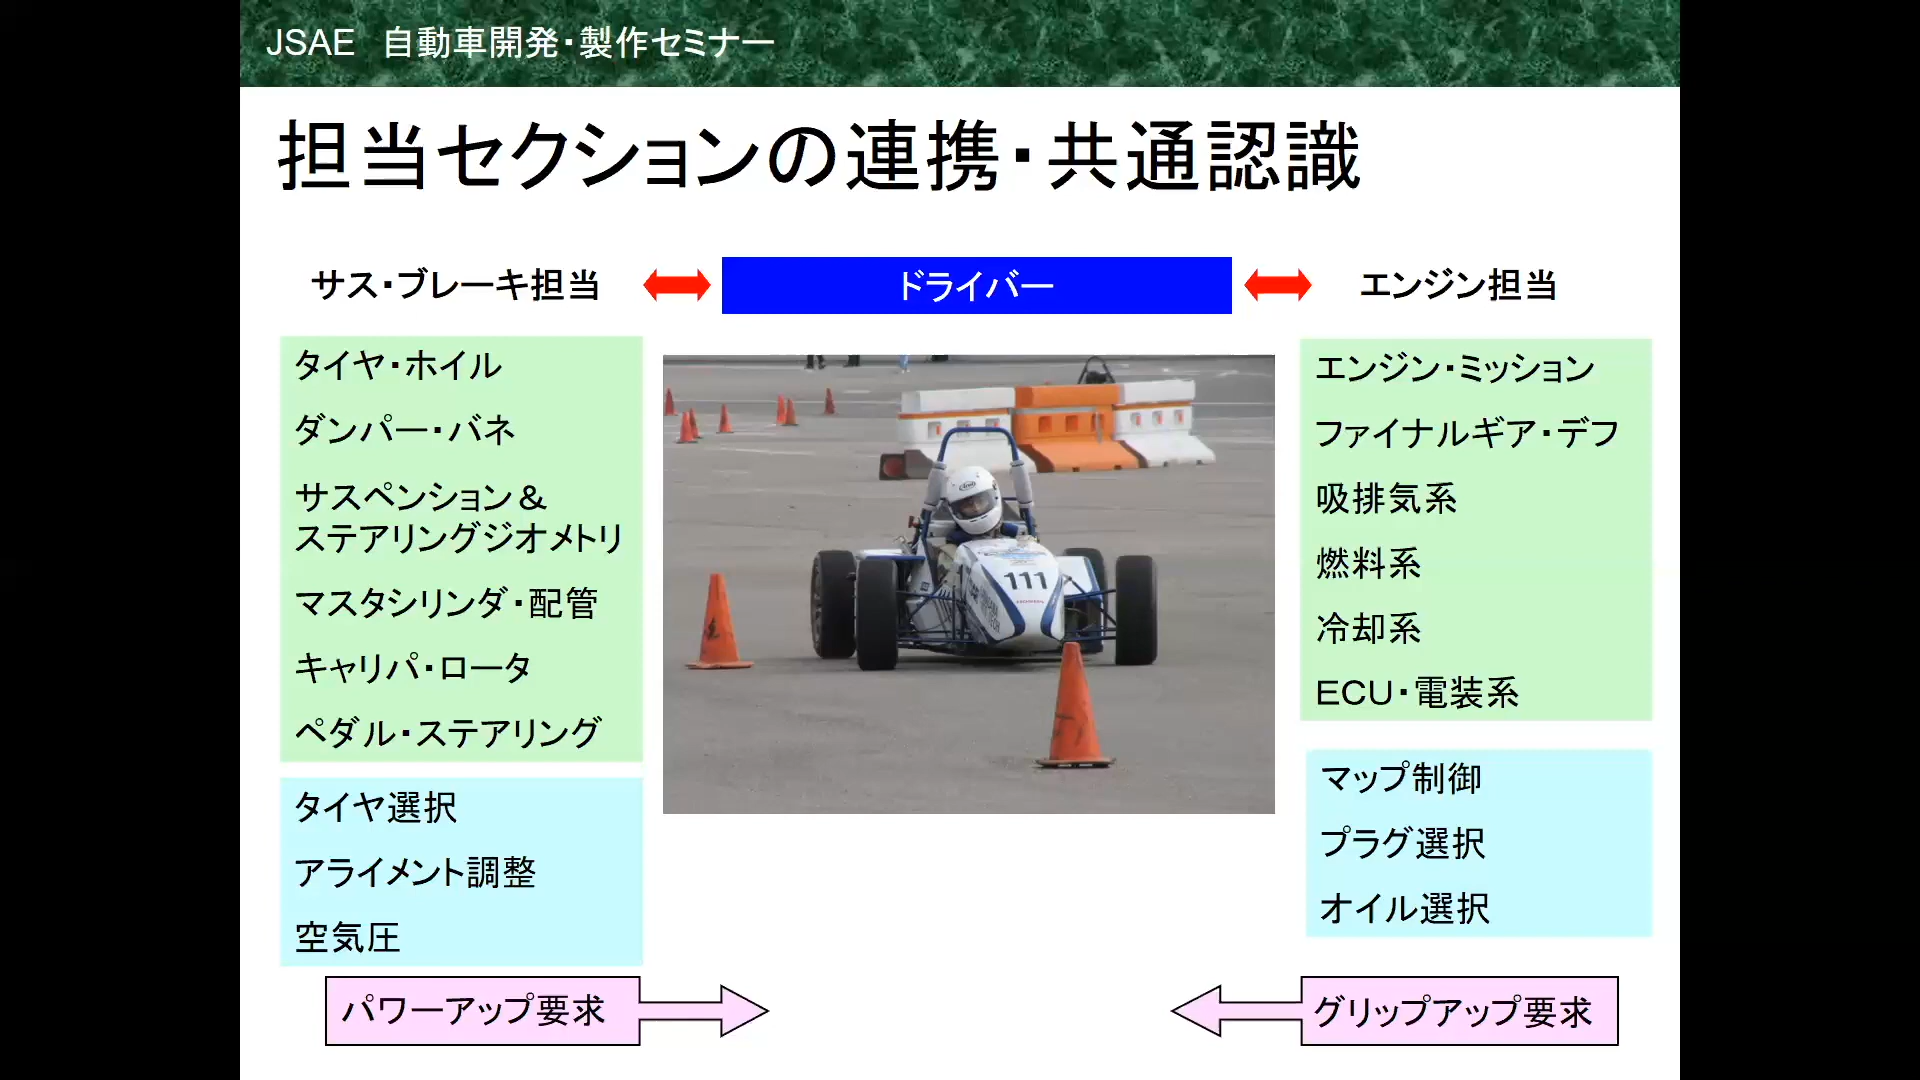 JSAE 自動車開発・製作セミナー
担当セクションの連携・共通認識
サス・ブレーキ担当
ドライバー
エンジン担当
タイヤ・ホイル
ダンパー・バネ
サスペンション＆
ステアリングジオメトリ
マスタシリンダ・配管
キャリパ・ロータ
ペダル・ステアリング
タイヤ選択
アライメント調整
空気圧
パワーアップ要求
111
エンジン・ミッション
ファイナルギア・デフ
吸排気系
燃料系
冷却系
ECU・電装系
マップ制御
プラグ選択
オイル選択
グリップアップ要求